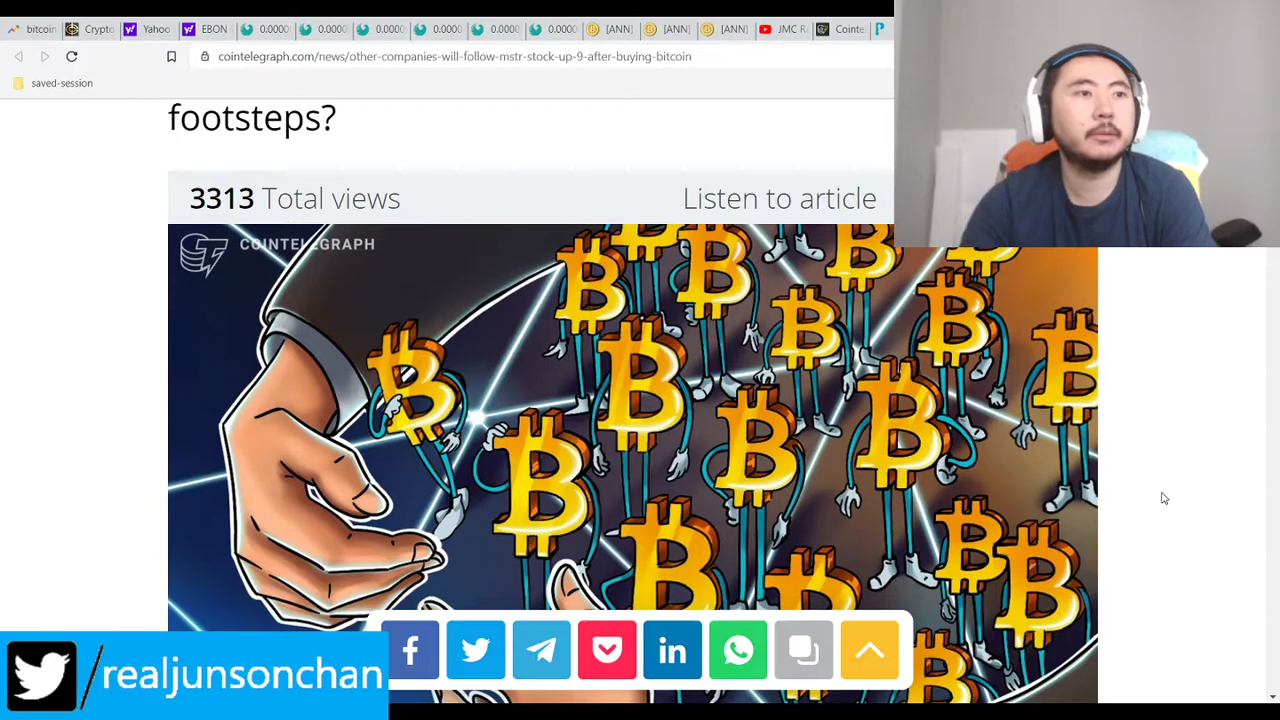 bitcoin
Crypto
Yahoo
EBON
0.0000
0.0000
0.0000
0.0000
0.0000
0.0000
[ANN]
[ANN]
[ANN]
JMC R
Cointe
cointelegraph.com/news/other-companies-will-follow-mstr-stock-up-9-after-buying-bitcoin
saved-session
footsteps?
3313 Total views
Listen to article
COINTELEGRAPH
/realjunsonchan